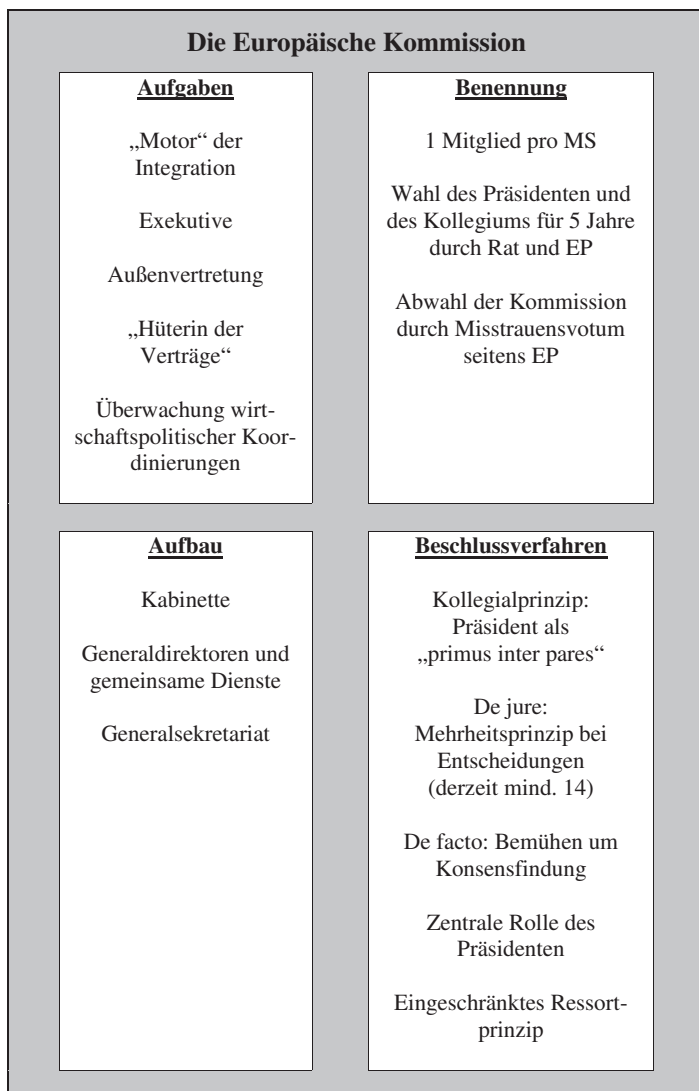 Die Europäische Kommission
Aufgaben
„Motor“ der
Integration
Exekutive
Außenvertretung
„Hüterin der
Verträge“
Überwachung wirt-
schaftspolitischer Koor-
dinierungen
Benennung
1 Mitglied pro MS
Wahl des Präsidenten und
des Kollegiums für 5 Jahre
durch Rat und EP
Abwahl der Kommission
durch Misstrauensvotum
seitens EP
Aufbau
Kabinette
Generaldirektoren und
gemeinsame Dienste
Generalsekretariat
Beschlussverfahren
Kollegialprinzip:
Präsident als
„primus inter pares“
De jure:
Mehrheitsprinzip bei
Entscheidungen
(derzeit mind. 14)
De facto: Bemühen um
Konsensfindung
Zentrale Rolle des
Präsidenten
Eingeschränktes Ressort-
prinzip